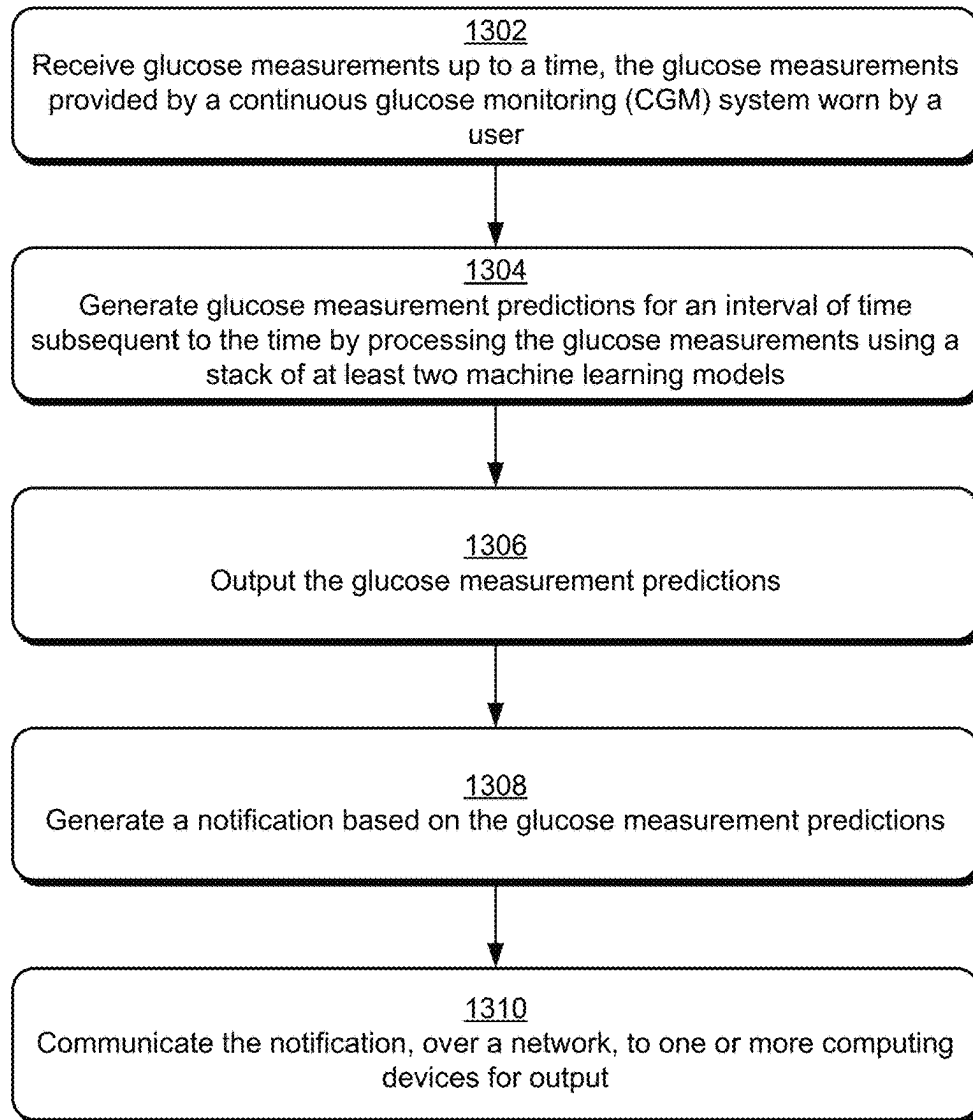 1302
Receive glucose measurements up to a time, the glucose measurements
provided by a continuous glucose monitoring (CGM) system worn by a
user
1304
Generate glucose measurement predictions for an interval of time
subsequent to the time by processing the glucose measurements using a
stack of at least two machine learning models
1306
Output the glucose measurement predictions
1308
Generate a notification based on the glucose measurement predictions
1310
Communicate the notification, over a network, to one or more computing
devices for output